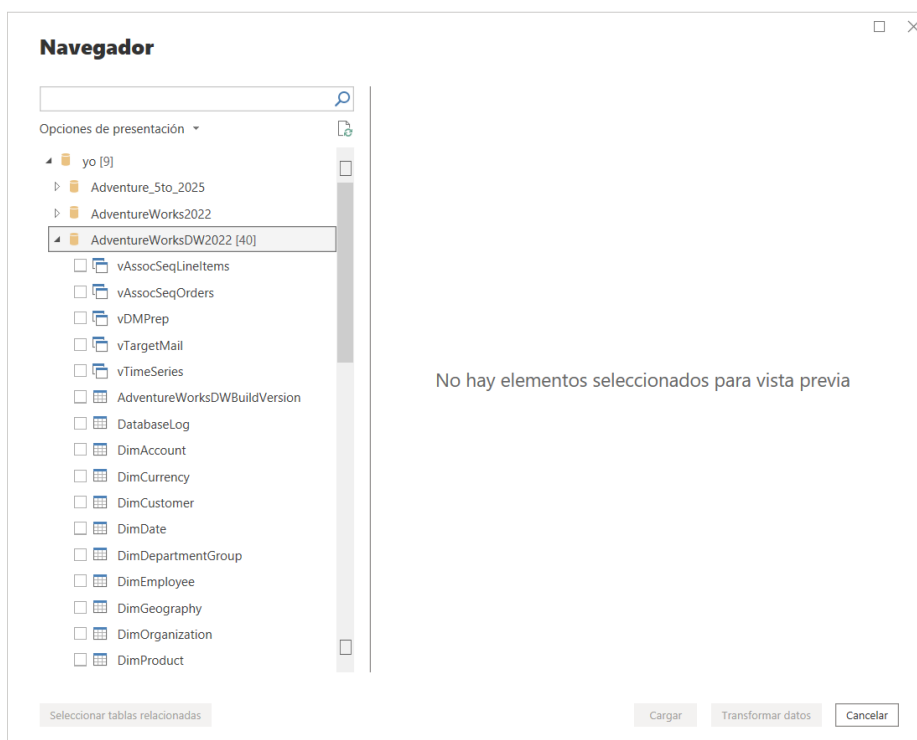 Navegador
Opciones de presentación
yo [9]
Adventure_5to_2025
AdventureWorks2022
AdventureWorksDW2022 [40]
vAssocSeqLineItems
vAssocSeqOrders
vDMPrep
vTargetMail
vTimeSeries
AdventureWorksDWBuildVersion
DatabaseLog
DimAccount
DimCurrency
DimCustomer
DimDate
DimDepartmentGroup
DimEmployee
DimGeography
DimOrganization
DimProduct
No hay elementos seleccionados para vista previa
Seleccionar tablas relacionadas
Cargar
Transformar datos
Cancelar